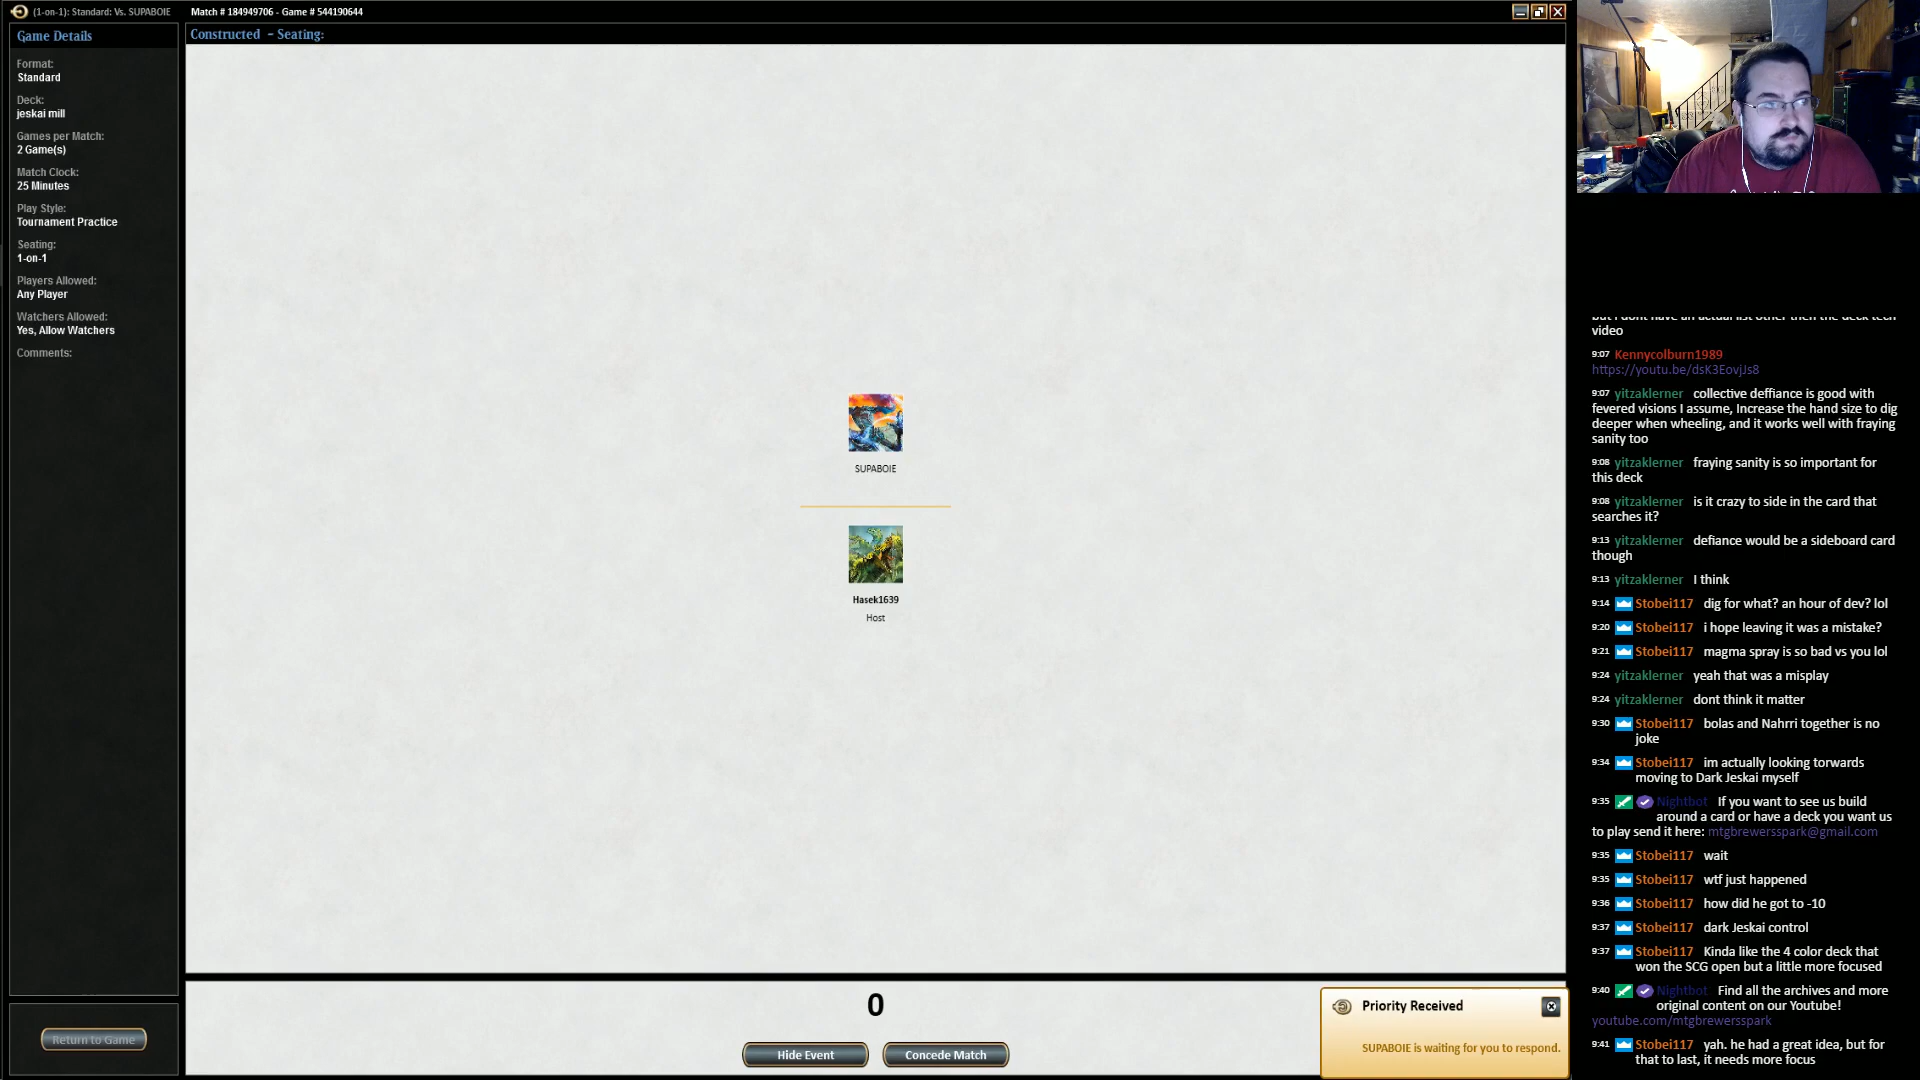 (1-on-1): Standard: Vs. SUPABOIE
Match # 184949706 - Game # 544190644
Game Details
Constructed - Seating:
Format:
Standard
Deck:
jeskai mill
Games per Match:
2 Game(s)
Match Clock:
25 Minutes
Play Style:
Tournament Practice
Seating:
1-on-1
Players Allowed:
Any Player
Watchers Allowed:
Yes, Allow Watchers
Comments:
Return to Game
SUPABOIE
Hasek1639
Host
0
Hide Event
Concede Match
Priority Received
SUPABOIE is waiting for you to respond.
but i dont have an actual list other then the deck tech
video
9:07 Kennycolburn1989
https://youtu.be/dsK3EovjJs8
9:07 yitzaklerner collective deffiance is good with
fevered visions I assume, Increase the hand size to dig
deeper when wheeling, and it works well with fraying
sanity too
9:08 yitzaklerner fraying sanity is so important for
this deck
9:08 yitzaklerner is it crazy to side in the card that
searches it?
9:13 yitzaklerner defiance would be a sideboard card
though
9:13 yitzaklerner I think
9:14 Stobei117 dig for what? an hour of dev? lol
9:20 Stobei117 i hope leaving it was a mistake?
9:21 Stobei117 magma spray is so bad vs you lol
9:24 yitzaklerner yeah that was a misplay
9:24 yitzaklerner dont think it matter
9:30 Stobei117 bolas and Nahrri together is no
joke
9:34 Stobei117 im actually looking torwards
moving to Dark Jeskai myself
9:35 Nightbot If you want to see us build
around a card or have a deck you want us
to play send it here: mtgbrewersspark@gmail.com
9:35 Stobei117 wait
9:35 Stobei117 wtf just happened
9:36 Stobei117 how did he got to -10
9:37 Stobei117 dark Jeskai control
9:37 Stobei117 Kinda like the 4 color deck that
won the SCG open but a little more focused
9:40 Nightbot Find all the archives and more
original content on our Youtube!
youtube.com/mtgbrewersspark
9:41 Stobei117 yah. he had a great idea, but for
that to last, it needs more focus